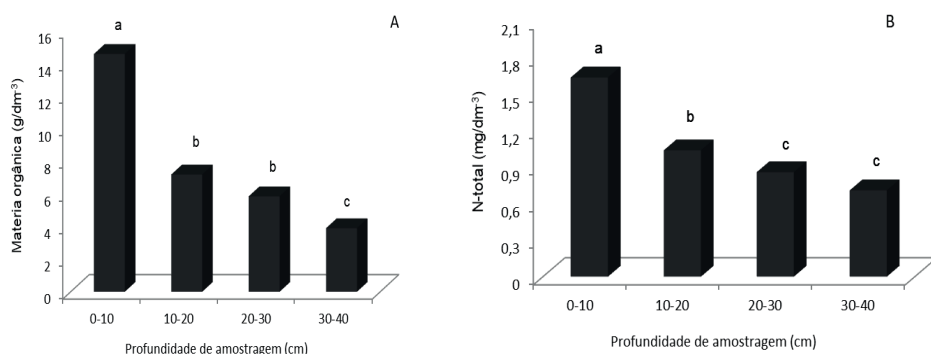 A
Materia orgânica (g/dm-3)
16
14
12
10
8
6
4
2
0
a
b
b
c
0-10 10-20 20-30 30-40
Profundidade de amostragem (cm)
B
N-total (mg/dm-3)
2,1
1,8
1,5
1,2
0,9
0,6
0,3
0
a
b
c
c
0-10 10-20 20-30 30-40
Profundidade de amostragem (cm)